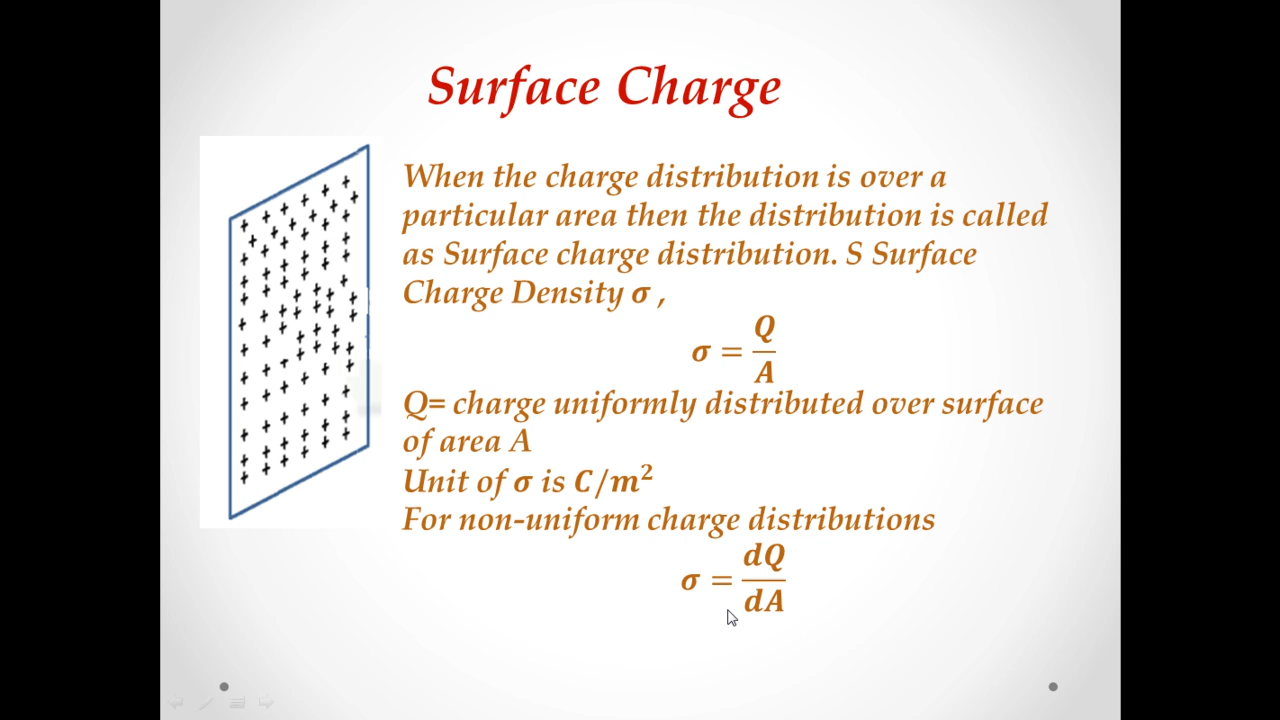 Surface Charge
When the charge distribution is over a
particular area then the distribution is called
as Surface charge distribution. S Surface
Charge Density σ ,
σ = Q/A
Q= charge uniformly distributed over surface
of area A
Unit of σ is C/m²
For non-uniform charge distributions
σ = dQ/dA